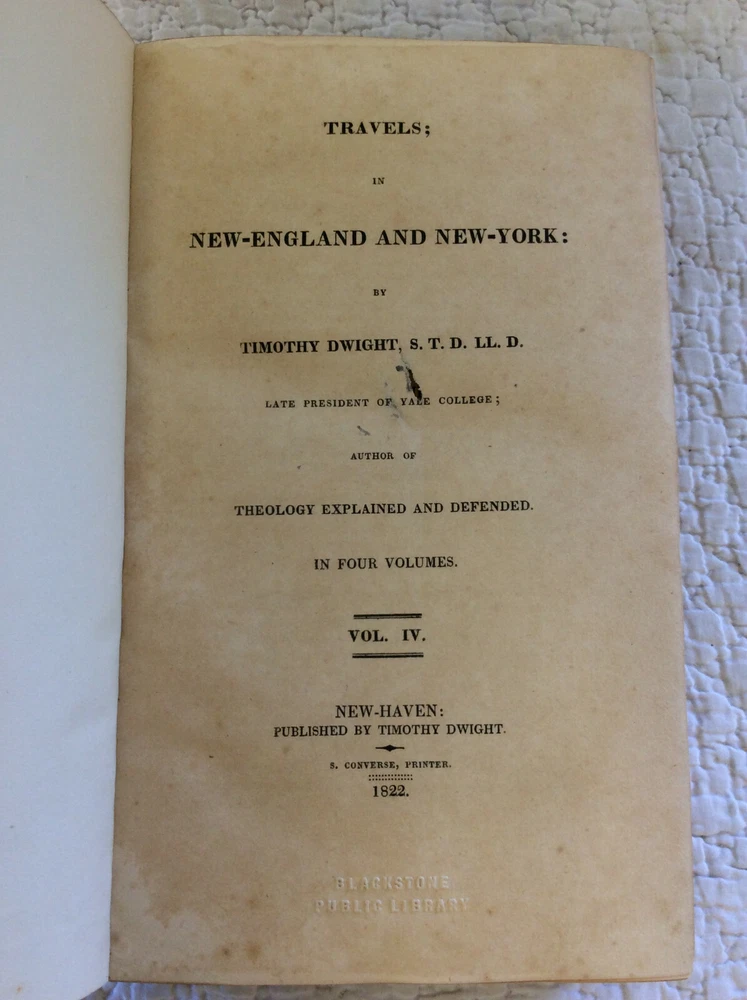 TRAVELS;
IN
NEW-ENGLAND AND NEW-YORK:
BY
TIMOTHY DWIGHT, S. T. D. LL. D.
LATE PRESIDENT OF YALE COLLEGE;
AUTHOR OF
THEOLOGY EXPLAINED AND DEFENDED.
IN FOUR VOLUMES.
VOL. IV.
NEW-HAVEN:
PUBLISHED BY TIMOTHY DWIGHT.
S. CONVERSE, PRINTER.
1822.
BLACKSTONE
PUBLIC LIBRARY